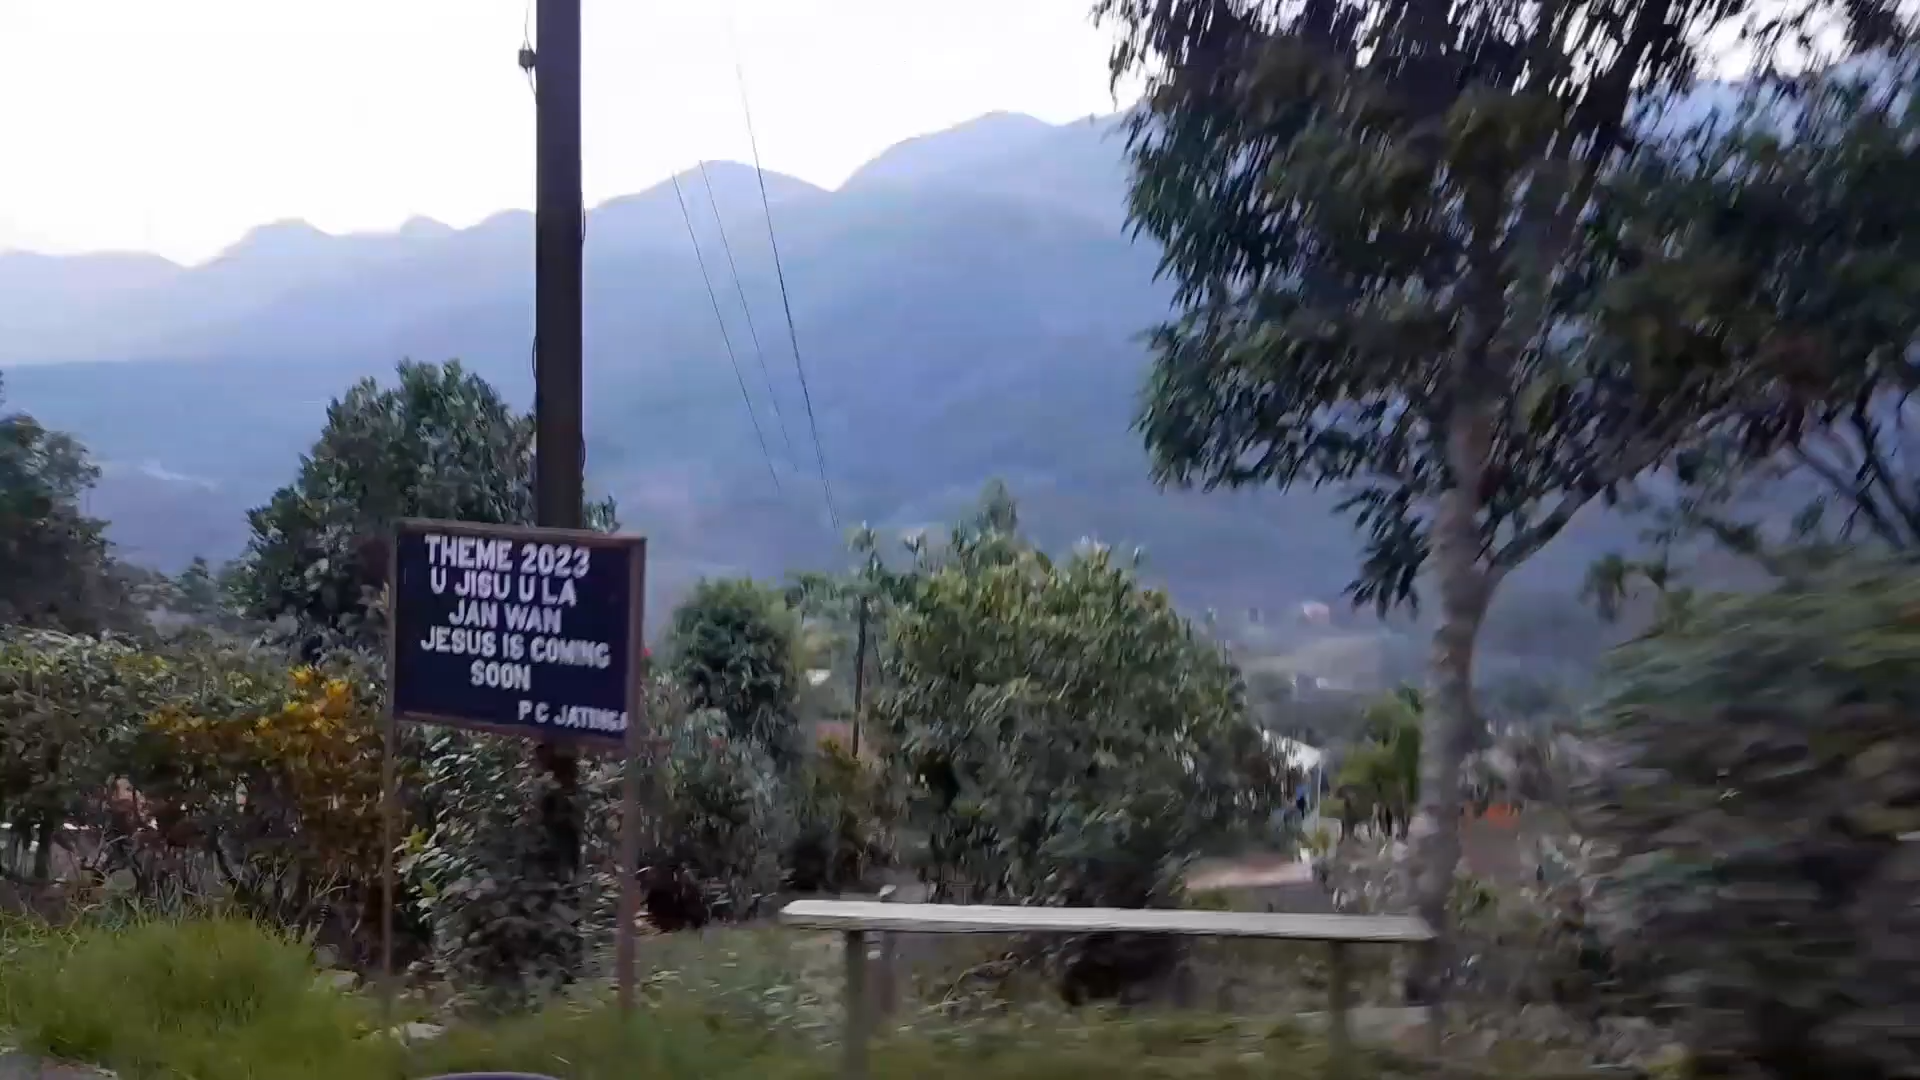 THEME 2023
U JISU U LA
JAN WAN
JESUS IS COMING
SOON
P C JATINGA